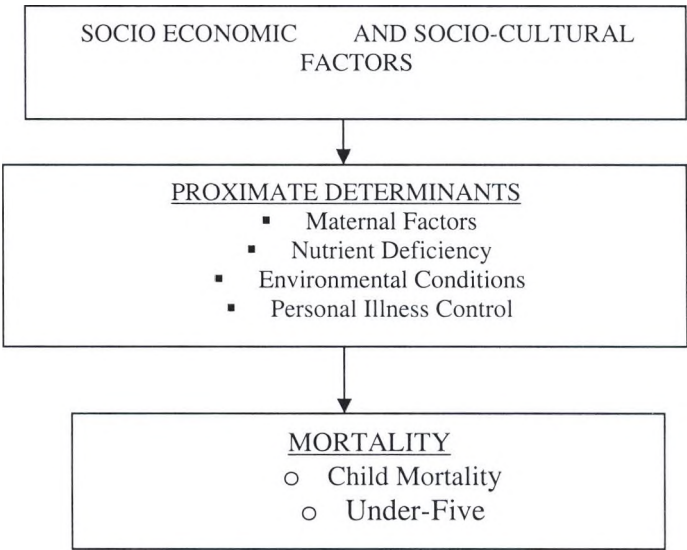 SOCIO ECONOMIC AND SOCIO-CULTURAL
FACTORS
PROXIMATE DETERMINANTS
▪ Maternal Factors
▪ Nutrient Deficiency
▪ Environmental Conditions
▪ Personal Illness Control
MORTALITY
o Child Mortality
o Under-Five